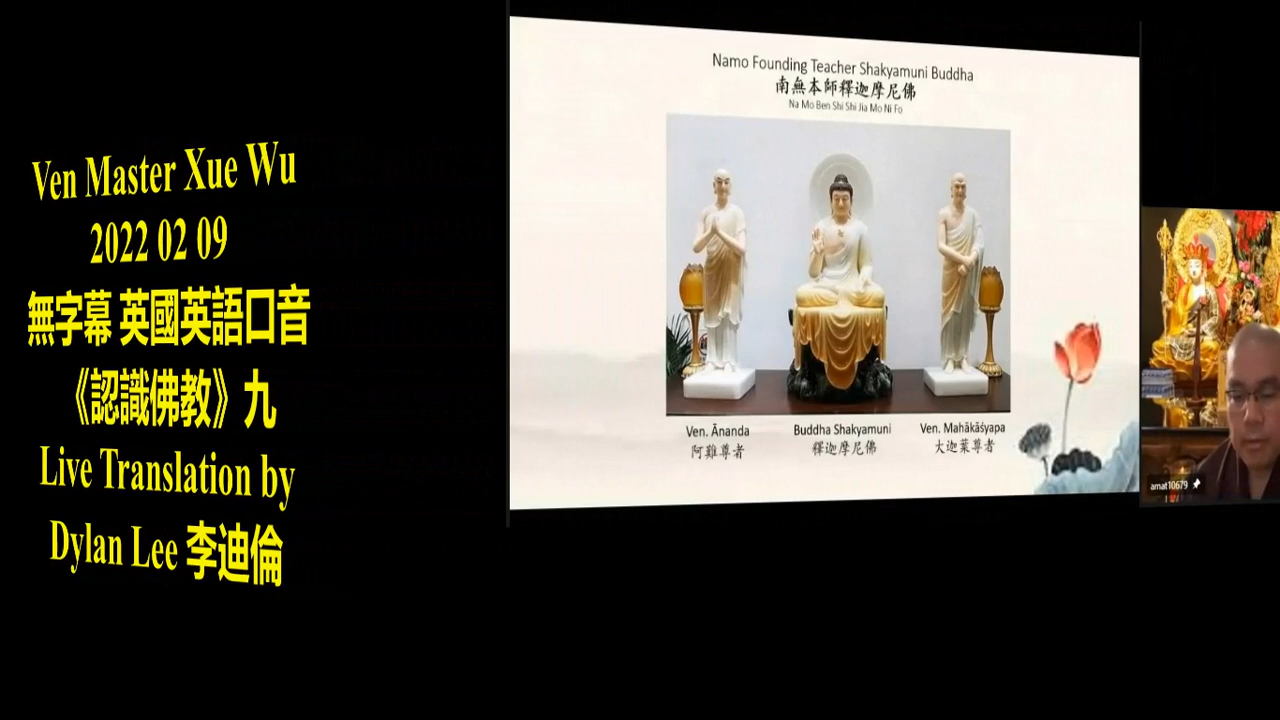 Ven Master Xue Wu
2022 02 09
無字幕 英國英語口音
《認識佛教》九
Live Translation by
Dylan Lee 李迪倫
Namo Founding Teacher Shakyamuni Buddha
南無本師釋迦摩尼佛
Na Mo Ben Shi Shi Jia Mo Ni Fo
Ven. Ānanda
阿難尊者
Buddha Shakyamuni
釋迦摩尼佛
Ven. Mahākāśyapa
大迦葉尊者
amat10679